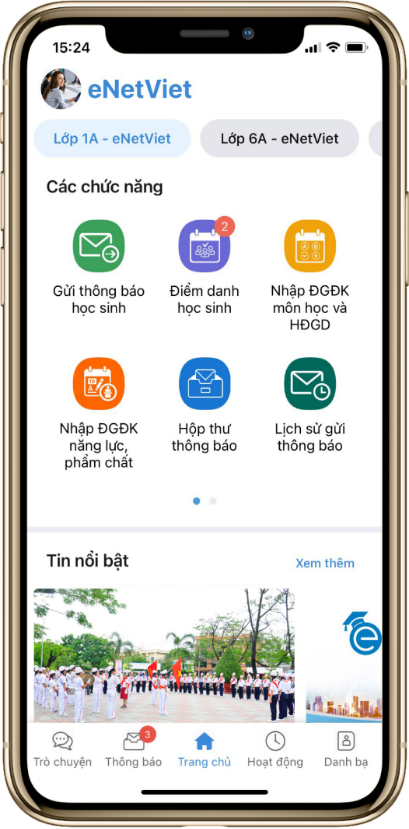 15:24
eNetViet
Lớp 1A - eNetViet
Lớp 6A - eNetViet
Các chức năng
2
Gửi thông báo
học sinh
Điểm danh
học sinh
Nhập ĐGĐK
môn học và
HĐGD
Nhập ĐGĐK
năng lực,
phẩm chất
Hộp thư
thông báo
Lịch sử gửi
thông báo
Tin nổi bật
Xem thêm
e
3
Trò chuyện
Thông báo
Trang chủ
Hoạt động
Danh bạ